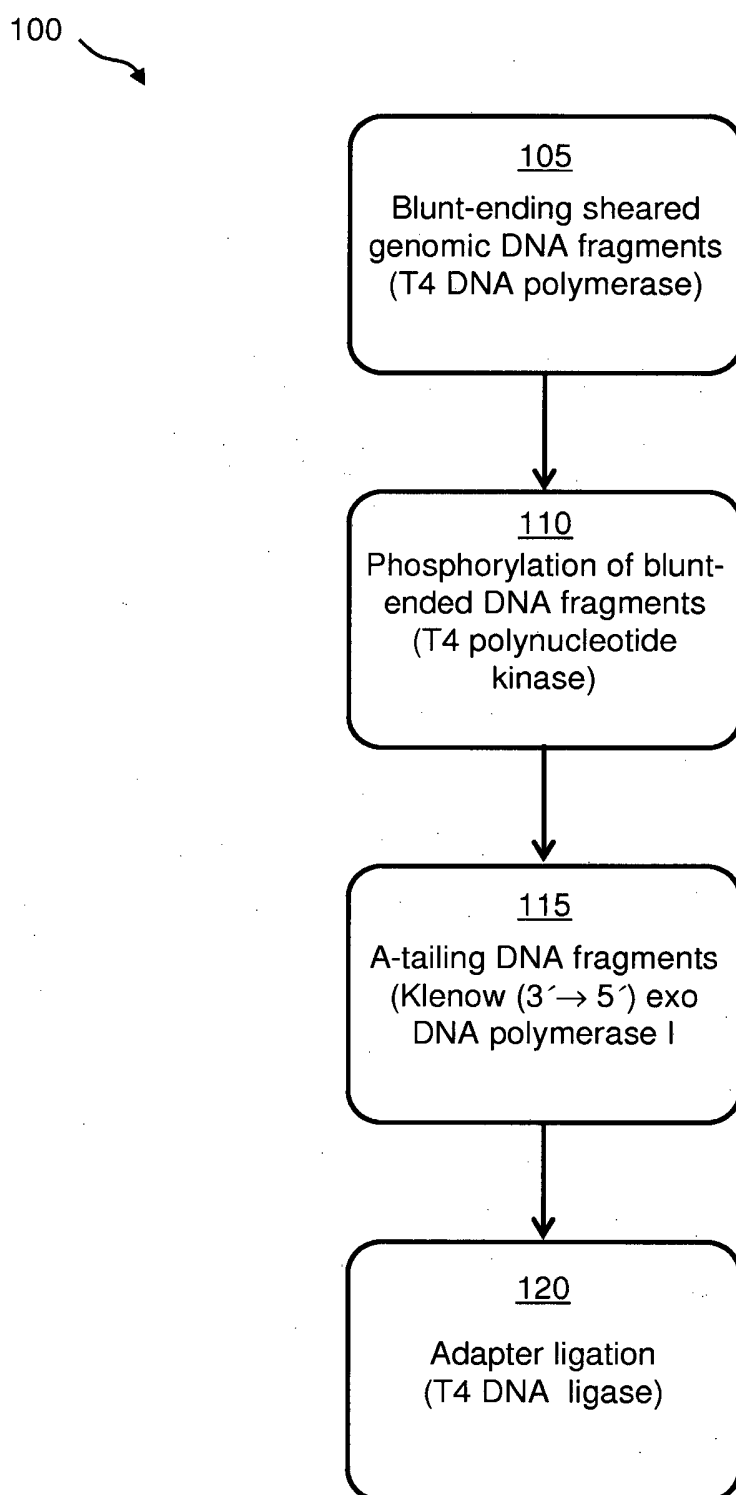 100
105
Blunt-ending sheared
genomic DNA fragments
(T4 DNA polymerase)
110
Phosphorylation of blunt-
ended DNA fragments
(T4 polynucleotide
kinase)
115
A-tailing DNA fragments
(Klenow (3´→ 5´) exo
DNA polymerase I
120
Adapter ligation
(T4 DNA ligase)